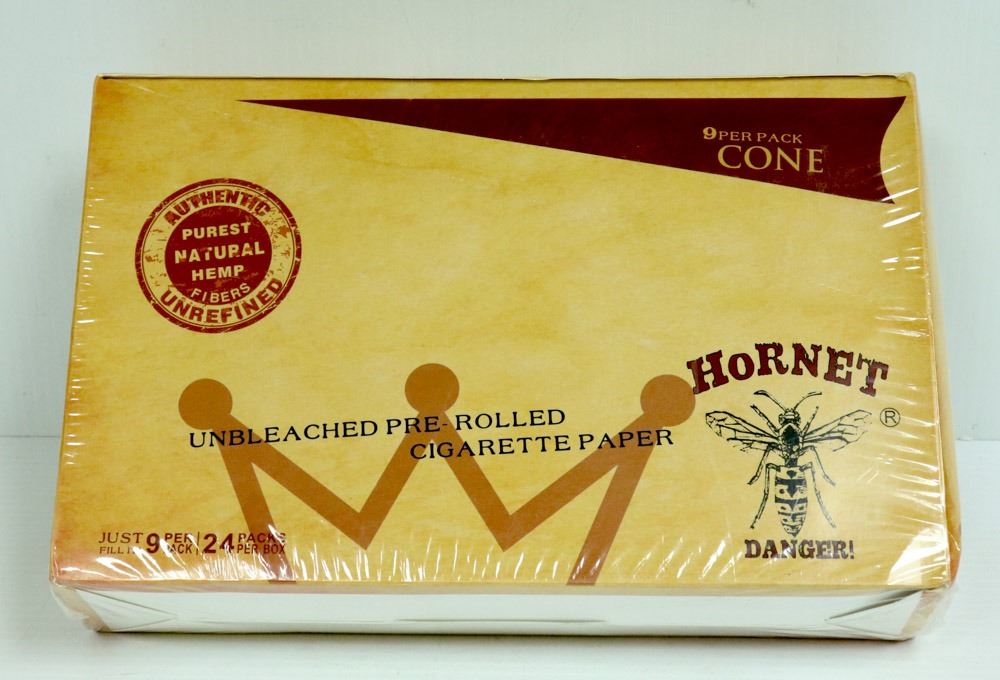 9 PER PACK
CONE
AUTHENTIC
PUREST
NATURAL
HEMP
FIBERS
UNREFINED
HORNET
®
UNBLEACHED PRE-ROLLED
CIGARETTE PAPER
DANGER!
JUST 9 PER | 24 PACKS
FILL PACK PER BOX